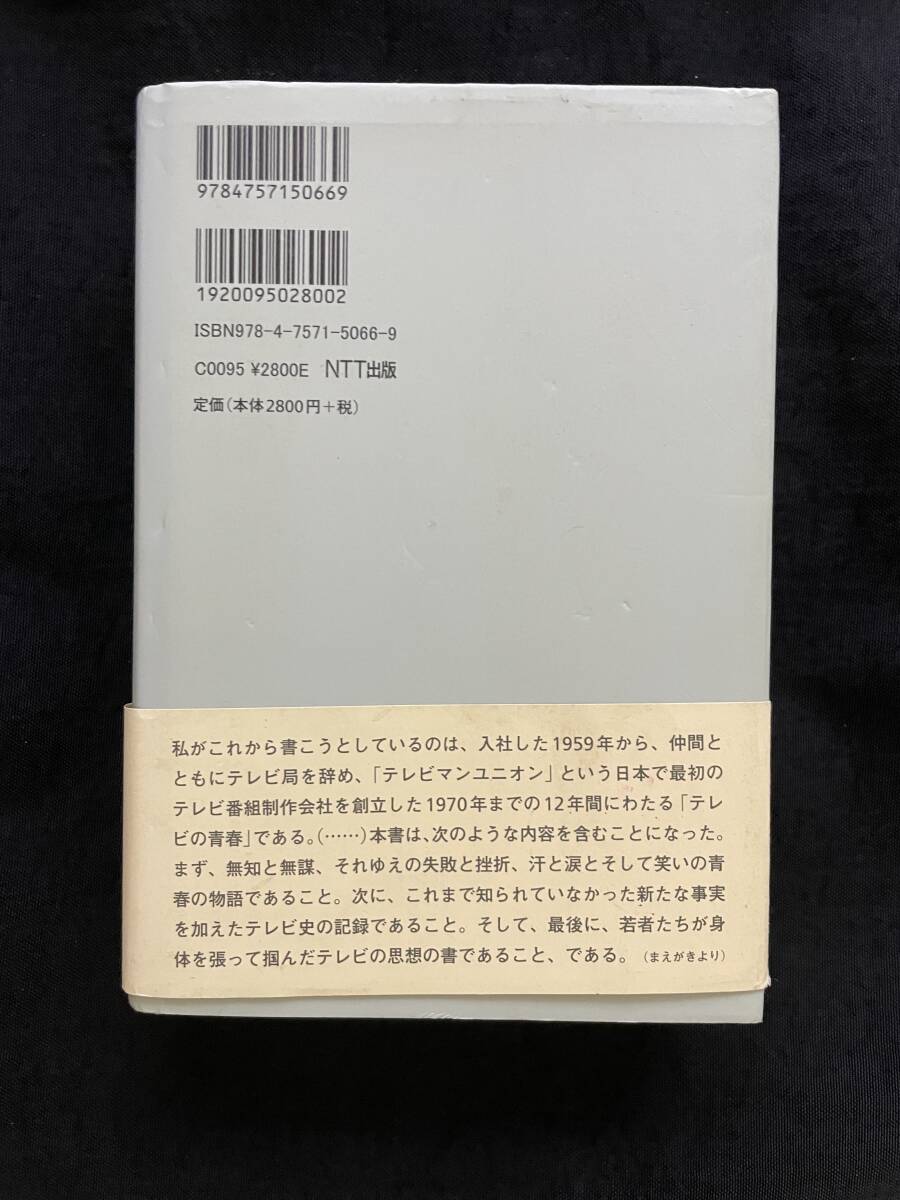 9784757150669
1920095028002
ISBN978-4-7571-5066-9
C0095 ¥2800E NTT出版
定価(本体2800円+税)
私がこれから書こうとしているのは、入社した1959年から、仲間と
ともにテレビ局を辞め、「テレビマンユニオン」という日本で最初の
テレビ番組制作会社を創立した1970年までの12年間にわたる「テレ
ビの青春」である。(……)本書は、次のような内容を含むことになった。
まず、無知と無謀、それゆえの失敗と挫折、汗と涙とそして笑いの青
春の物語であること。次に、これまで知られていなかった新たな事実
を加えたテレビ史の記録であること。そして、最後に、若者たちが身
体を張って掴んだテレビの思想の書であること、である。(まえがきより)